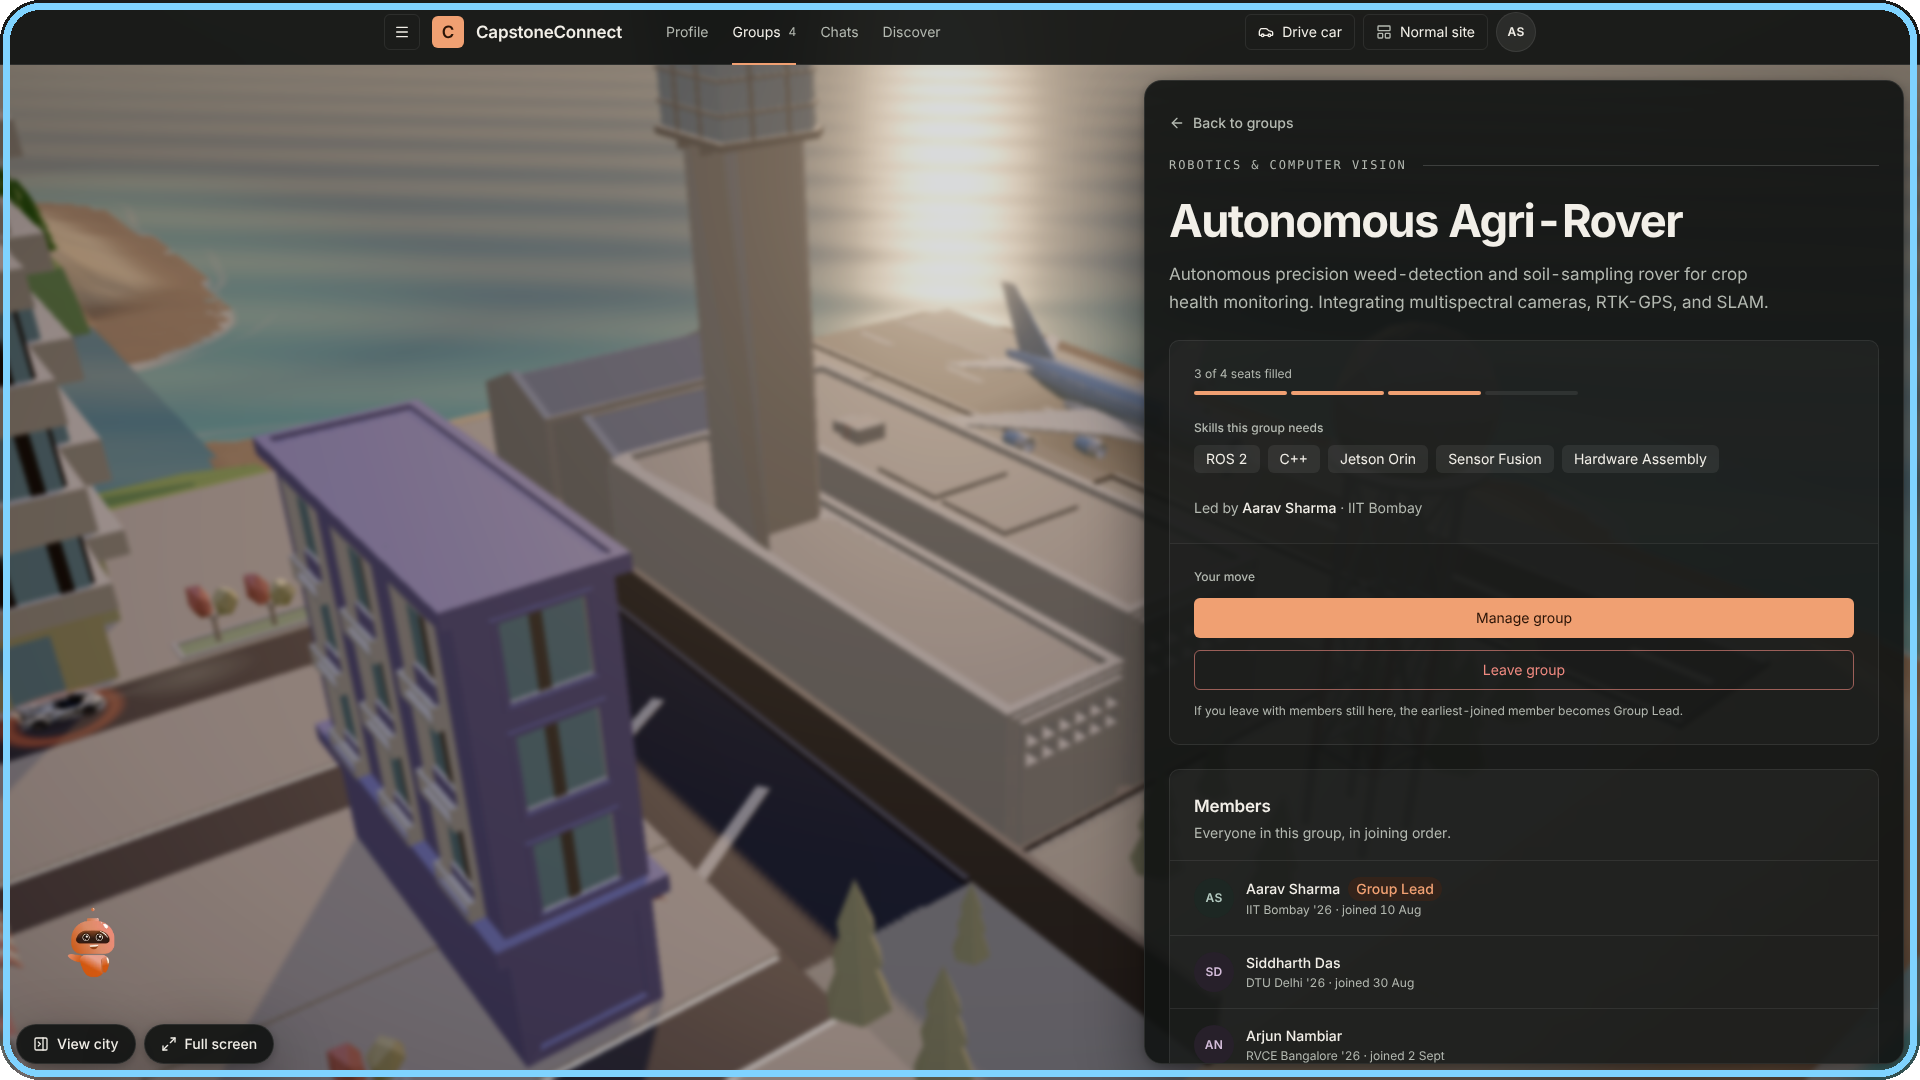 C CapstoneConnect Profile Groups 4 Chats Discover Drive car Normal site AS
Back to groups
ROBOTICS & COMPUTER VISION
Autonomous Agri-Rover
Autonomous precision weed-detection and soil-sampling rover for crop
health monitoring. Integrating multispectral cameras, RTK-GPS, and SLAM.
3 of 4 seats filled
Skills this group needs
ROS 2 C++ Jetson Orin Sensor Fusion Hardware Assembly
Led by Aarav Sharma · IIT Bombay
Your move
Manage group
Leave group
If you leave with members still here, the earliest-joined member becomes Group Lead.
Members
Everyone in this group, in joining order.
AS Aarav Sharma Group Lead
IIT Bombay '26 · joined 10 Aug
SD Siddharth Das
DTU Delhi '26 · joined 30 Aug
AN Arjun Nambiar
RVCE Bangalore '26 · joined 2 Sept
View city Full screen